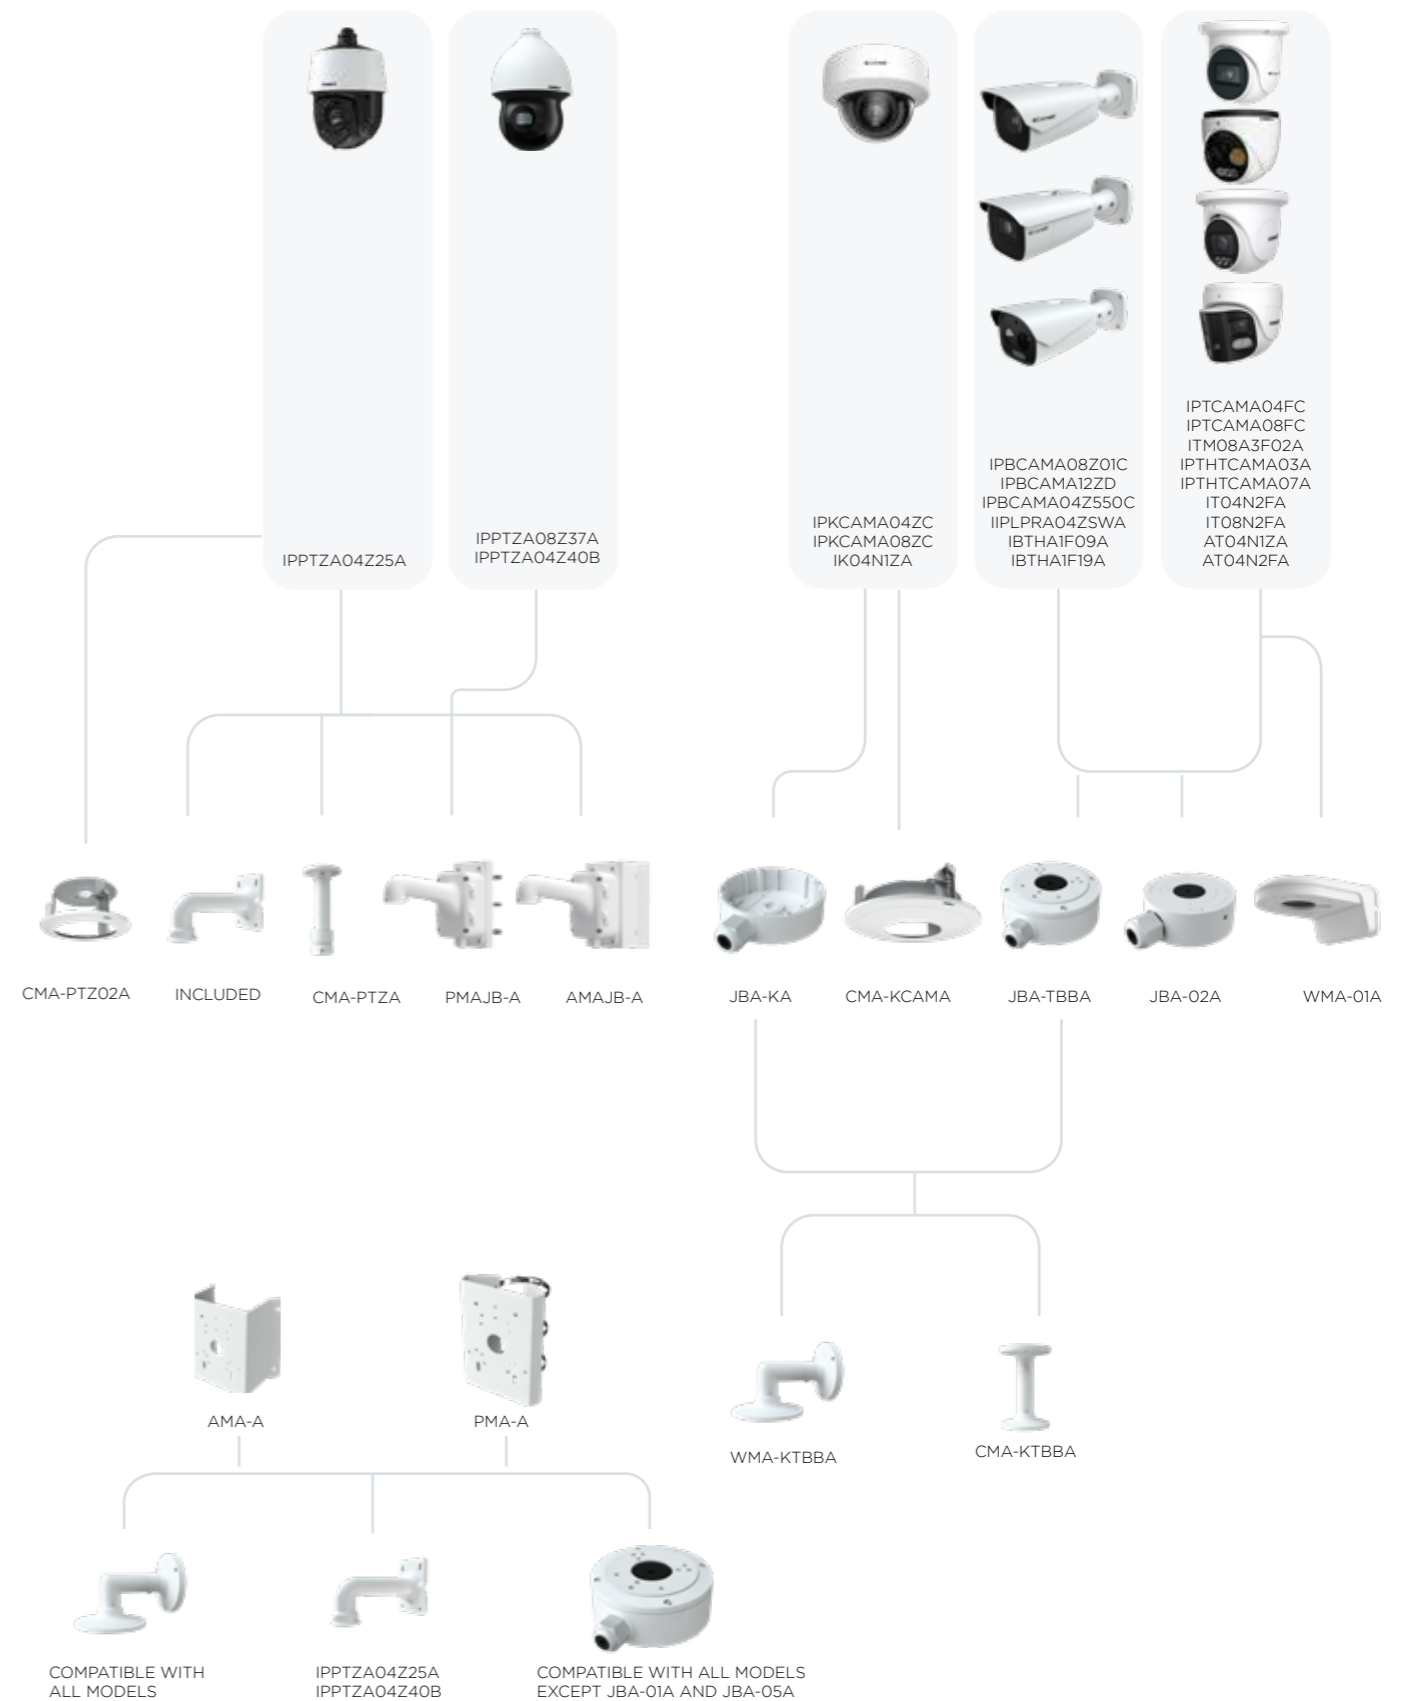 IPPTZA04Z25A
IPPTZA08Z37A
IPPTZA04Z40B
IPKCAMA04ZC
IPKCAMA08ZC
IK04N1ZA
IPBCAMA08Z01C
IPBCAMA12ZD
IPBCAMA04Z550C
IIPLPRA04ZSWA
IBTHA1F09A
IBTHA1F19A
IPTCAMA04FC
IPTCAMA08FC
ITM08A3F02A
IPTHTCAMA03A
IPTHTCAMA07A
IT04N2FA
IT08N2FA
AT04N1ZA
AT04N2FA
CMA-PTZ02A
INCLUDED
CMA-PTZA
PMAJB-A
AMAJB-A
JBA-KA
CMA-KCAMA
JBA-TBBA
JBA-02A
WMA-01A
AMA-A
PMA-A
WMA-KTBBA
CMA-KTBBA
COMPATIBLE WITH
ALL MODELS
IPPTZA04Z25A
IPPTZA04Z40B
COMPATIBLE WITH ALL MODELS
EXCEPT JBA-01A AND JBA-05A